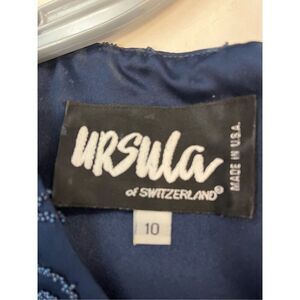 URSula
of SWITZERLAND®
MADE IN U.S.A.
10